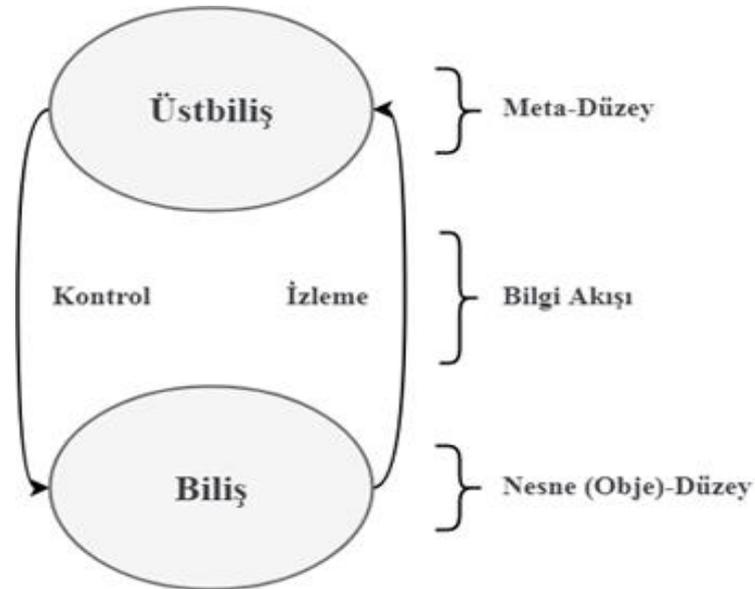 Üstbiliş
Meta-Düzey
Kontrol
İzleme
Bilgi Akışı
Biliş
Nesne (Obje)-Düzey